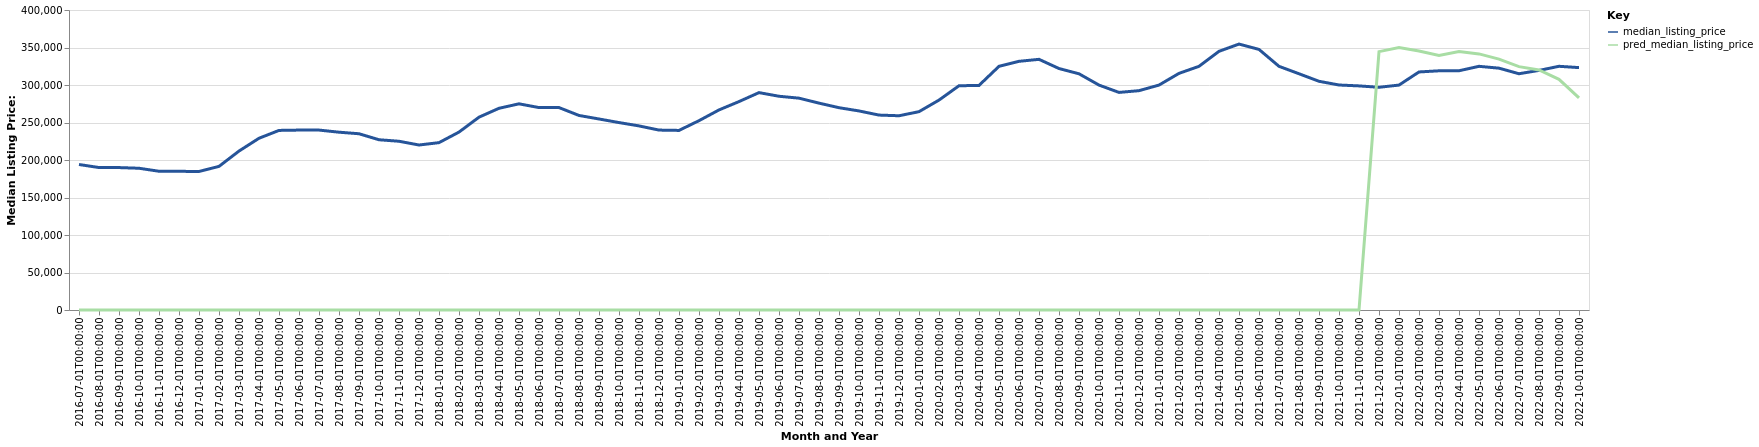 400,000
350,000
300,000
250,000
200,000
150,000
100,000
50,000
0
Median Listing Price:
2016-07-01T00:00:00
2016-08-01T00:00:00
2016-09-01T00:00:00
2016-10-01T00:00:00
2016-11-01T00:00:00
2016-12-01T00:00:00
2017-01-01T00:00:00
2017-02-01T00:00:00
2017-03-01T00:00:00
2017-04-01T00:00:00
2017-05-01T00:00:00
2017-06-01T00:00:00
2017-07-01T00:00:00
2017-08-01T00:00:00
2017-09-01T00:00:00
2017-10-01T00:00:00
2017-11-01T00:00:00
2017-12-01T00:00:00
2018-01-01T00:00:00
2018-02-01T00:00:00
2018-03-01T00:00:00
2018-04-01T00:00:00
2018-05-01T00:00:00
2018-06-01T00:00:00
2018-07-01T00:00:00
2018-08-01T00:00:00
2018-09-01T00:00:00
2018-10-01T00:00:00
2018-11-01T00:00:00
2018-12-01T00:00:00
2019-01-01T00:00:00
2019-02-01T00:00:00
2019-03-01T00:00:00
2019-04-01T00:00:00
2019-05-01T00:00:00
2019-06-01T00:00:00
2019-07-01T00:00:00
2019-08-01T00:00:00
2019-09-01T00:00:00
2019-10-01T00:00:00
2019-11-01T00:00:00
2019-12-01T00:00:00
2020-01-01T00:00:00
2020-02-01T00:00:00
2020-03-01T00:00:00
2020-04-01T00:00:00
2020-05-01T00:00:00
2020-06-01T00:00:00
2020-07-01T00:00:00
2020-08-01T00:00:00
2020-09-01T00:00:00
2020-10-01T00:00:00
2020-11-01T00:00:00
2020-12-01T00:00:00
2021-01-01T00:00:00
2021-02-01T00:00:00
2021-03-01T00:00:00
2021-04-01T00:00:00
2021-05-01T00:00:00
2021-06-01T00:00:00
2021-07-01T00:00:00
2021-08-01T00:00:00
2021-09-01T00:00:00
2021-10-01T00:00:00
2021-11-01T00:00:00
2021-12-01T00:00:00
2022-01-01T00:00:00
2022-02-01T00:00:00
2022-03-01T00:00:00
2022-04-01T00:00:00
2022-05-01T00:00:00
2022-06-01T00:00:00
2022-07-01T00:00:00
2022-08-01T00:00:00
2022-09-01T00:00:00
2022-10-01T00:00:00
Month and Year
Key
median_listing_price
pred_median_listing_price